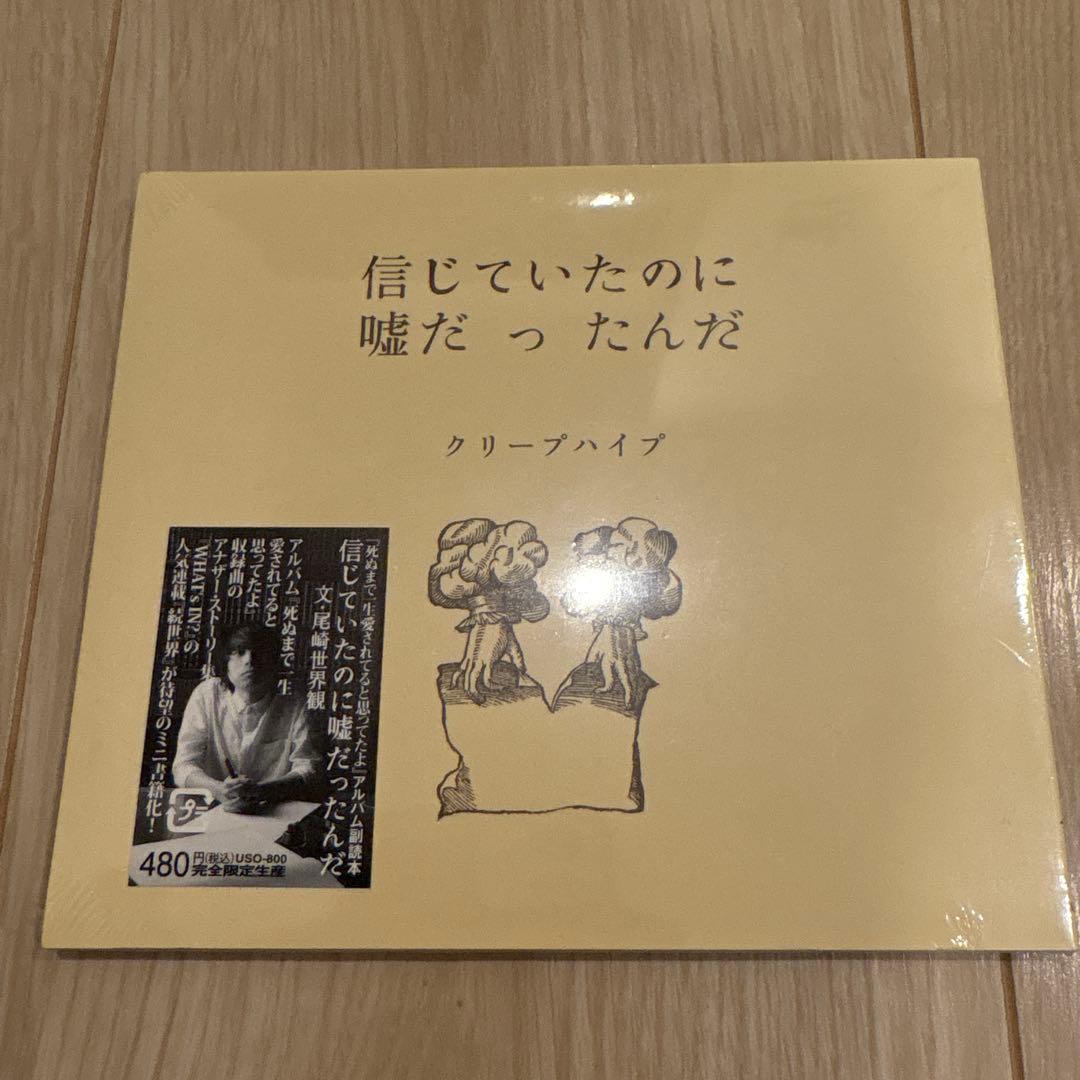 信じていたのに
嘘だったんだ
クリープハイプ
『死ぬまで一生愛されてると思ってたよ』アルバム副読本
信じていたのに嘘だったんだ
文・尾崎世界観
アルバム『死ぬまで一生
愛されてると
思ってたよ』
収録曲の
アナザーストーリー集
『WHAT's IN?』の
人気連載『続世界』が待望のミニ書籍化!
プ
480円(税込)USO-800
完全限定生産